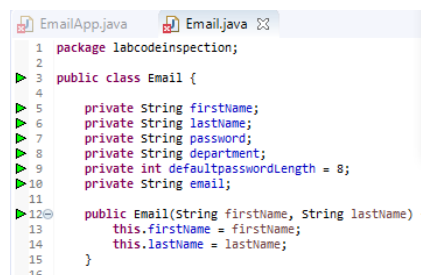 EmailApp.java Email.java
1 package labcodeinspection;
2
3 public class Email {
4
5 private String firstName;
6 private String lastName;
7 private String password;
8 private String department;
9 private int defaultpasswordLength = 8;
10 private String email;
11
12 public Email(String firstName, String lastName)
13 this.firstName = firstName;
14 this.lastName = lastName;
15 }
16